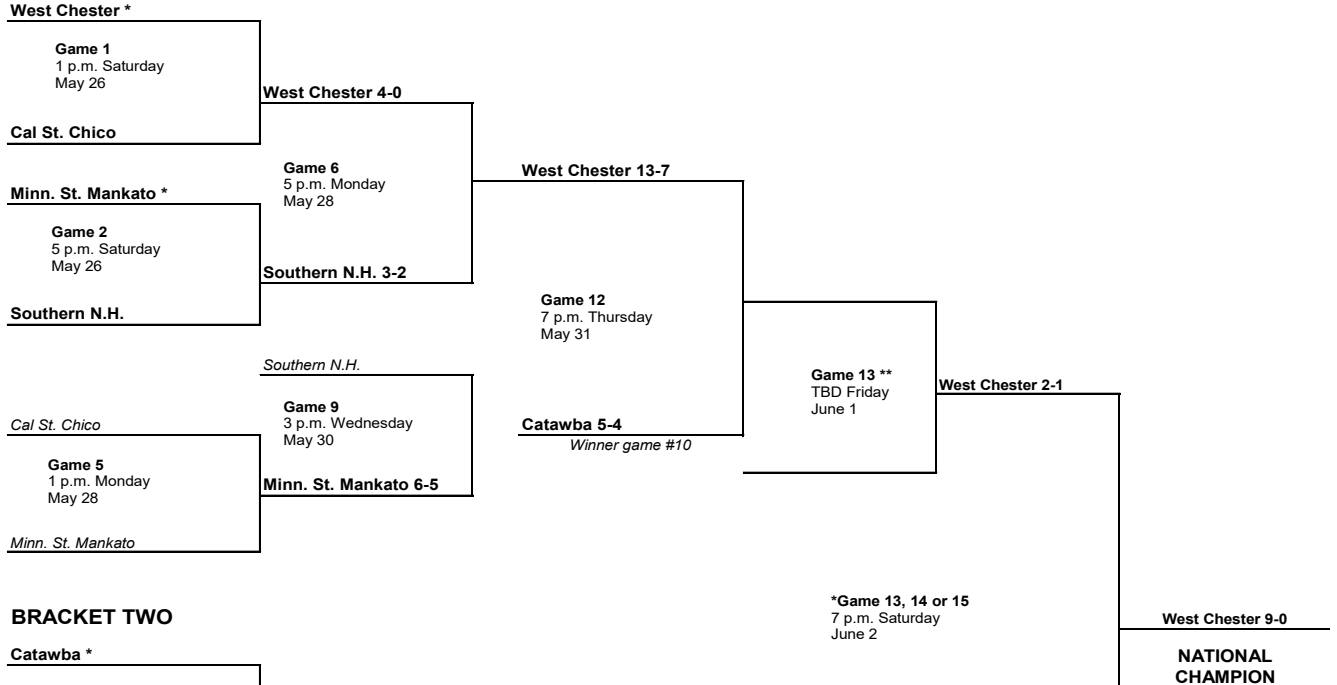 West Chester *
Game 1
1 p.m. Saturday
May 26
West Chester 4-0
Cal St. Chico
Game 6
5 p.m. Monday
May 28
West Chester 13-7
Minn. St. Mankato *
Game 2
5 p.m. Saturday
May 26
Southern N.H. 3-2
Southern N.H.
Game 12
7 p.m. Thursday
May 31
Southern N.H.
Game 13 **
TBD Friday
June 1
West Chester 2-1
Game 9
3 p.m. Wednesday
May 30
Cal St. Chico
Catawba 5-4
Winner game #10
Game 5
1 p.m. Monday
May 28
Minn. St. Mankato 6-5
Minn. St. Mankato
*Game 13, 14 or 15
7 p.m. Saturday
June 2
BRACKET TWO
West Chester 9-0
Catawba *
NATIONAL
CHAMPION